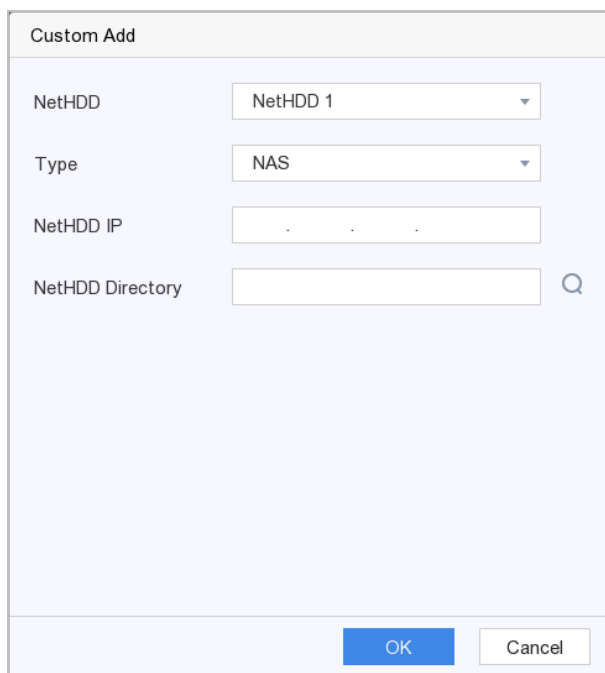 Custom Add
NetHDD NetHDD 1
Type NAS
NetHDD IP . . .
NetHDD Directory
OK Cancel